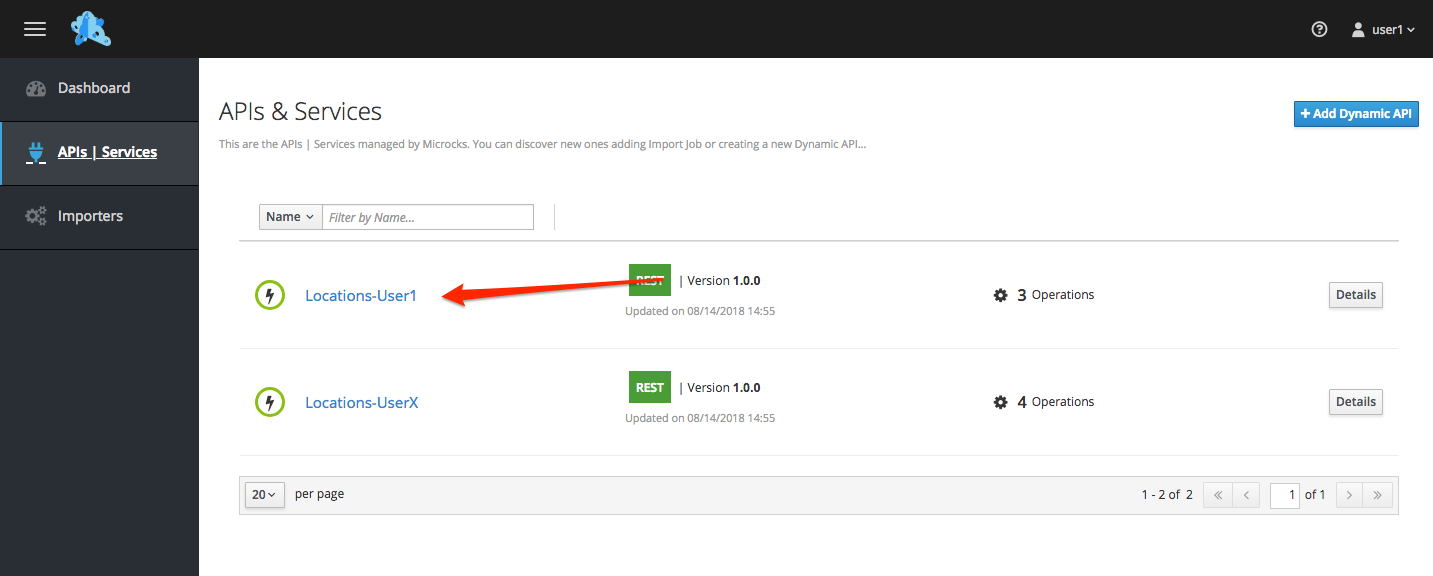 user1
Dashboard
APIs | Services
Importers
APIs & Services
+ Add Dynamic API
This are the APIs | Services managed by Microcks. You can discover new ones adding Import Job or creating a new Dynamic API...
Name Filter by Name...
Locations-User1
REST | Version 1.0.0
Updated on 08/14/2018 14:55
3 Operations
Details
Locations-UserX
REST | Version 1.0.0
Updated on 08/14/2018 14:55
4 Operations
Details
20 per page
1 - 2 of 2 « < 1 of 1 > »